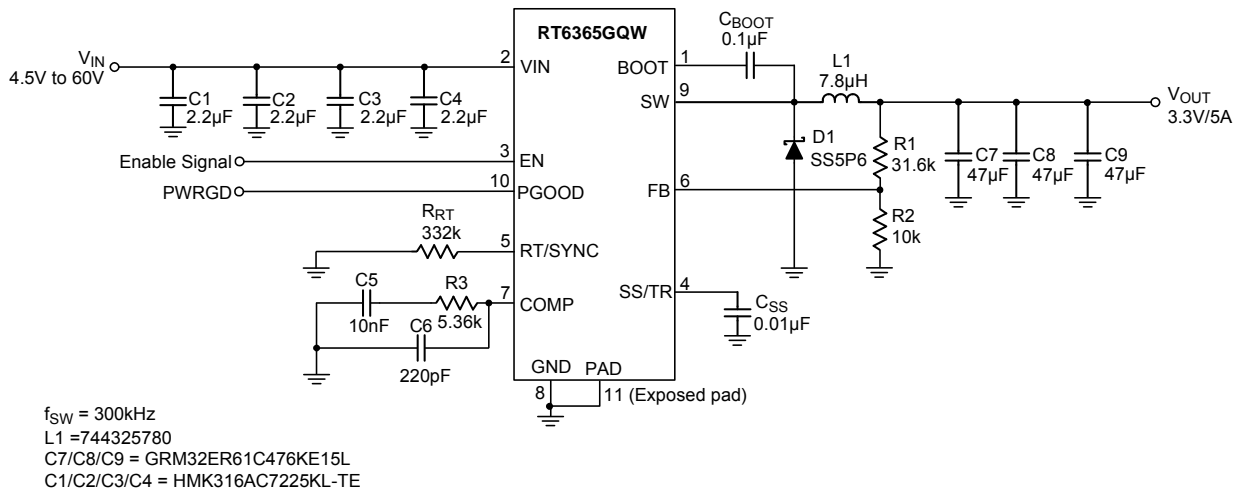 RT6365GQW
VIN
4.5V to 60V
2
VIN
C1
2.2µF
C2
2.2µF
C3
2.2µF
C4
2.2µF
Enable Signal
3
EN
PWRGD
10
PGOOD
RRT
332k
5
RT/SYNC
C5
10nF
R3
5.36k
7
COMP
C6
220pF
GND
PAD
8
11 (Exposed pad)
CBOOT
0.1µF
1
BOOT
L1
7.8µH
9
SW
D1
SS5P6
R1
31.6k
C7
47µF
C8
47µF
C9
47µF
VOUT
3.3V/5A
6
FB
R2
10k
4
SS/TR
CSS
0.01µF
fSW = 300kHz
L1 =744325780
C7/C8/C9 = GRM32ER61C476KE15L
C1/C2/C3/C4 = HMK316AC7225KL-TE